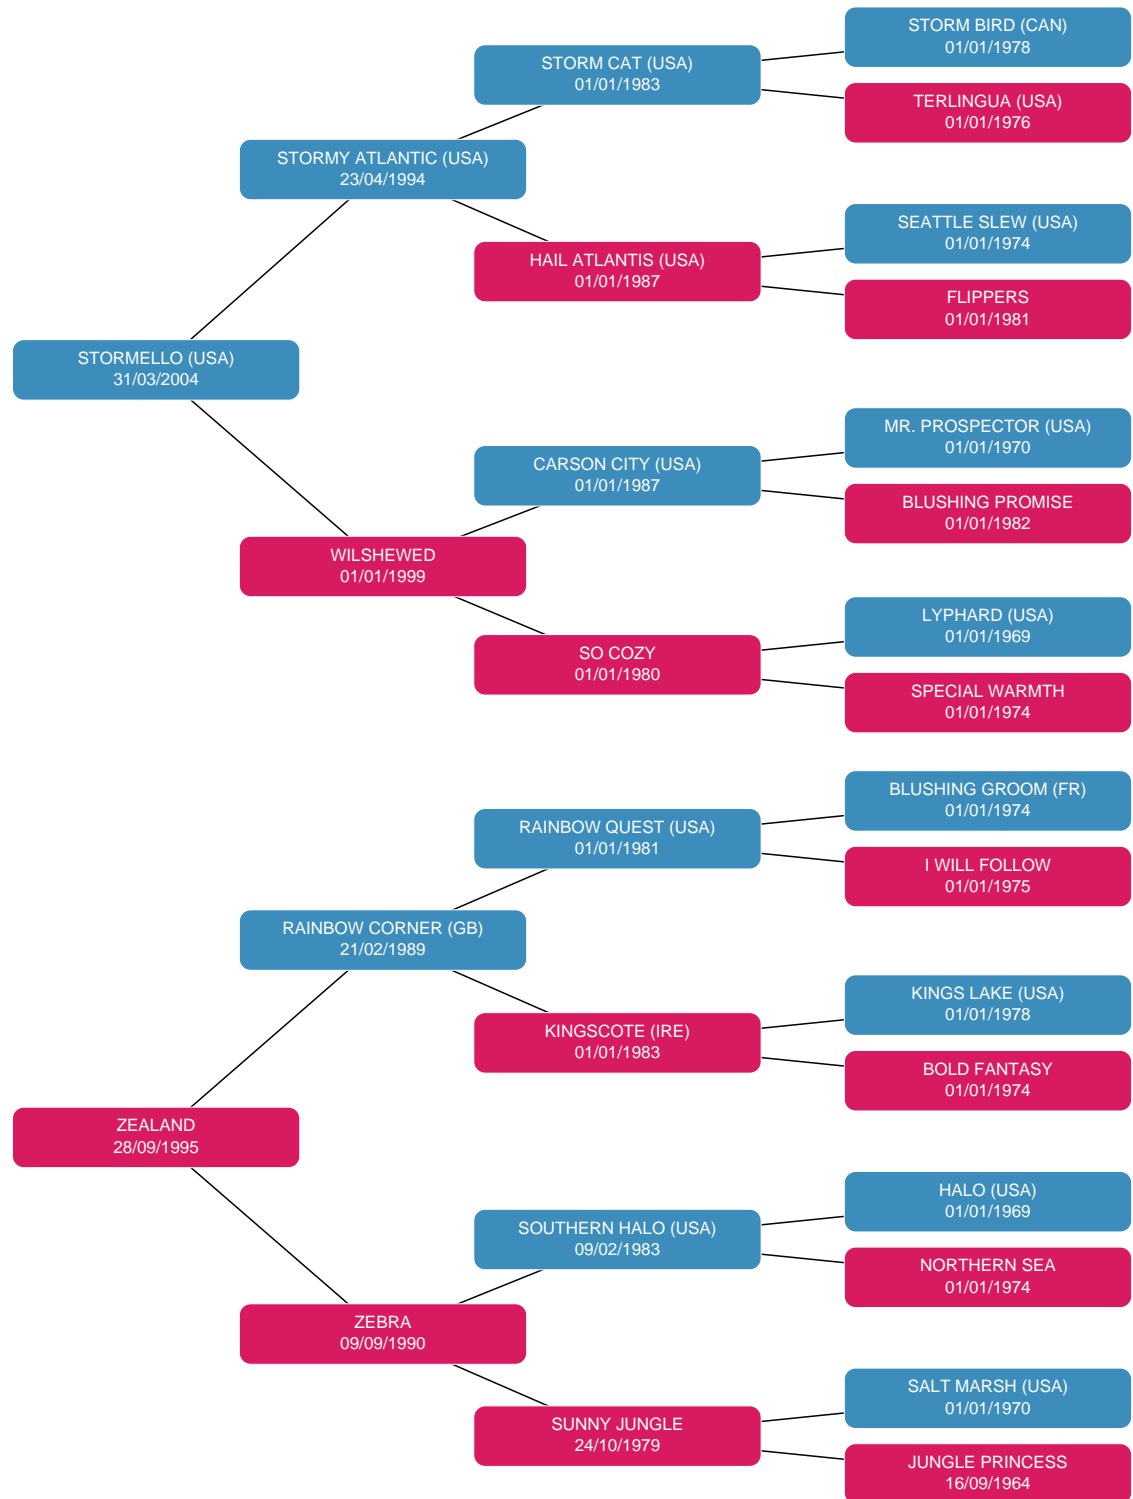 STORM BIRD (CAN)
01/01/1978
STORM CAT (USA)
01/01/1983
TERLINGUA (USA)
01/01/1976
STORMY ATLANTIC (USA)
23/04/1994
SEATTLE SLEW (USA)
01/01/1974
HAIL ATLANTIS (USA)
01/01/1987
FLIPPERS
01/01/1981
STORMELLO (USA)
31/03/2004
MR. PROSPECTOR (USA)
01/01/1970
CARSON CITY (USA)
01/01/1987
BLUSHING PROMISE
01/01/1982
WILSHEWED
01/01/1999
LYPHARD (USA)
01/01/1969
SO COZY
01/01/1980
SPECIAL WARMTH
01/01/1974
BLUSHING GROOM (FR)
01/01/1974
RAINBOW QUEST (USA)
01/01/1981
I WILL FOLLOW
01/01/1975
RAINBOW CORNER (GB)
21/02/1989
KINGS LAKE (USA)
01/01/1978
KINGSCOTE (IRE)
01/01/1983
BOLD FANTASY
01/01/1974
ZEALAND
28/09/1995
HALO (USA)
01/01/1969
SOUTHERN HALO (USA)
09/02/1983
NORTHERN SEA
01/01/1974
ZEBRA
09/09/1990
SALT MARSH (USA)
01/01/1970
SUNNY JUNGLE
24/10/1979
JUNGLE PRINCESS
16/09/1964